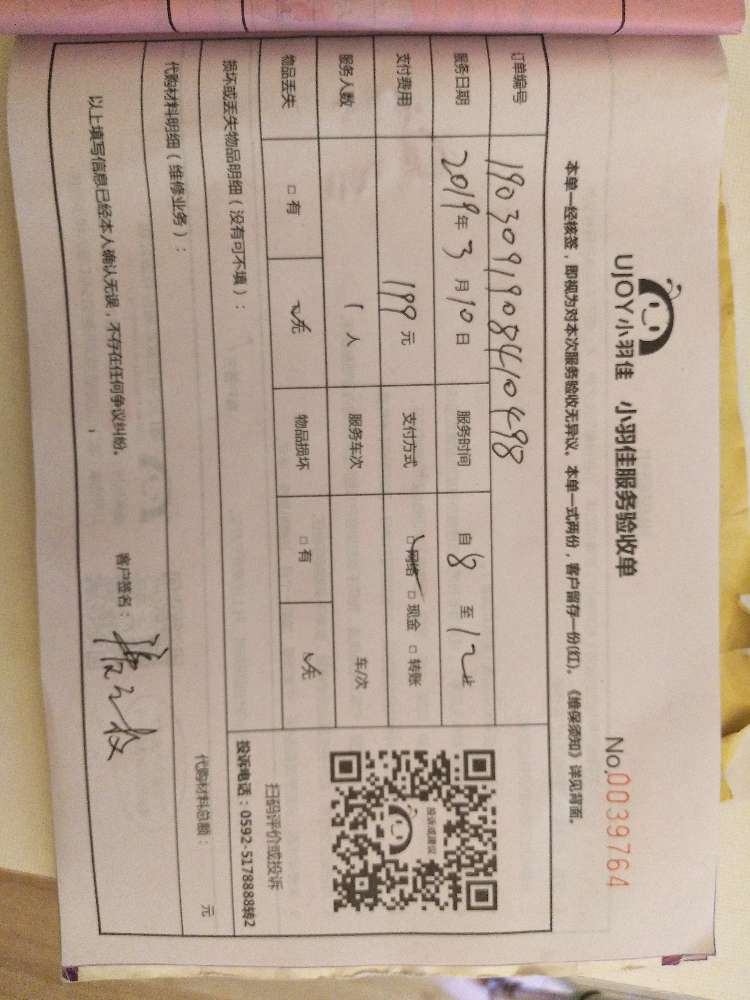 UJOY小羽佳 小羽佳服务验收单
No.0039764
本单一经核签，即视为对本次服务验收无异议。本单一式两份，客户留存一份(红)。《维保须知》详见背面。
订单编号 1903091908410498
服务日期 2019年3月10日 服务时间 自8至12
支付费用 199元 支付方式 □网络 □现金 □转账
服务人数 1人 服务车次 车/次
物品丢失 □有 无 物品损坏 □有 无
投诉或建议
扫码评价或投诉
投诉电话：0592-5178888转2
损坏或丢失物品明细（没有可不填）：
代购材料明细（维修业务）： 代购材料总额： 元
以上填写信息已经本人确认无误，不存在任何争议纠纷。 客户签名：